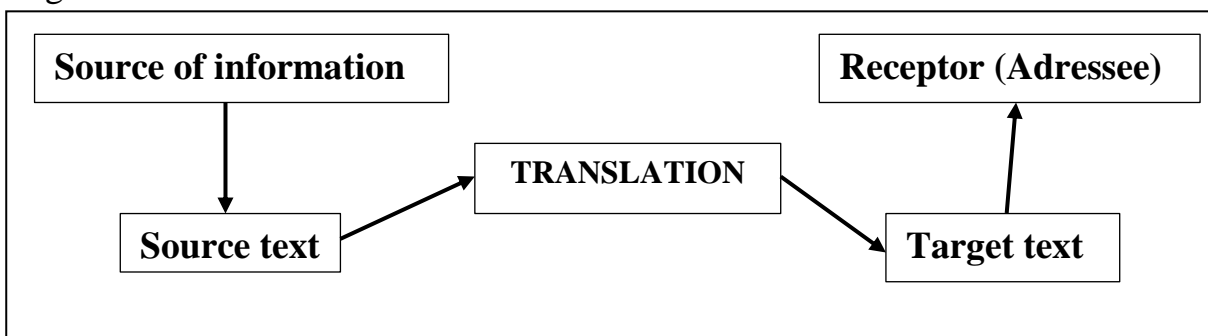 Source of information
Receptor (Adressee)
TRANSLATION
Source text
Target text